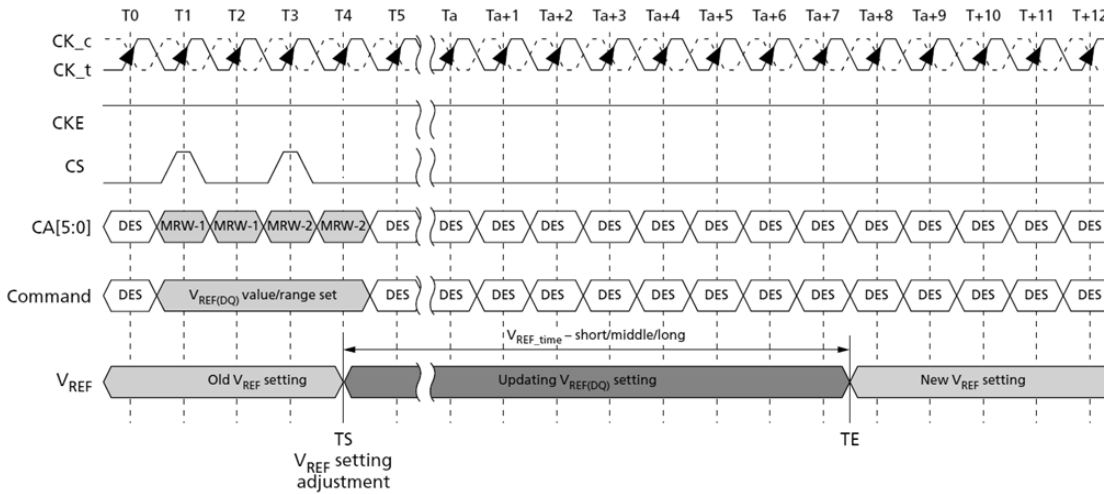 T0 T1 T2 T3 T4 T5 Ta Ta+1 Ta+2 Ta+3 Ta+4 Ta+5 Ta+6 Ta+7 Ta+8 Ta+9 T+10 T+11 T+12
CK_c
CK_t
CKE
CS
CA[5:0] DES MRW-1 MRW-1 MRW-2 MRW-2 DES DES DES DES DES DES DES DES DES DES DES DES DES DES
Command DES VREF(DQ) value/range set DES DES DES DES DES DES DES DES DES DES DES DES DES DES
VREF_time – short/middle/long
VREF Old VREF setting Updating VREF(DQ) setting New VREF setting
TS TE
VREF setting
adjustment